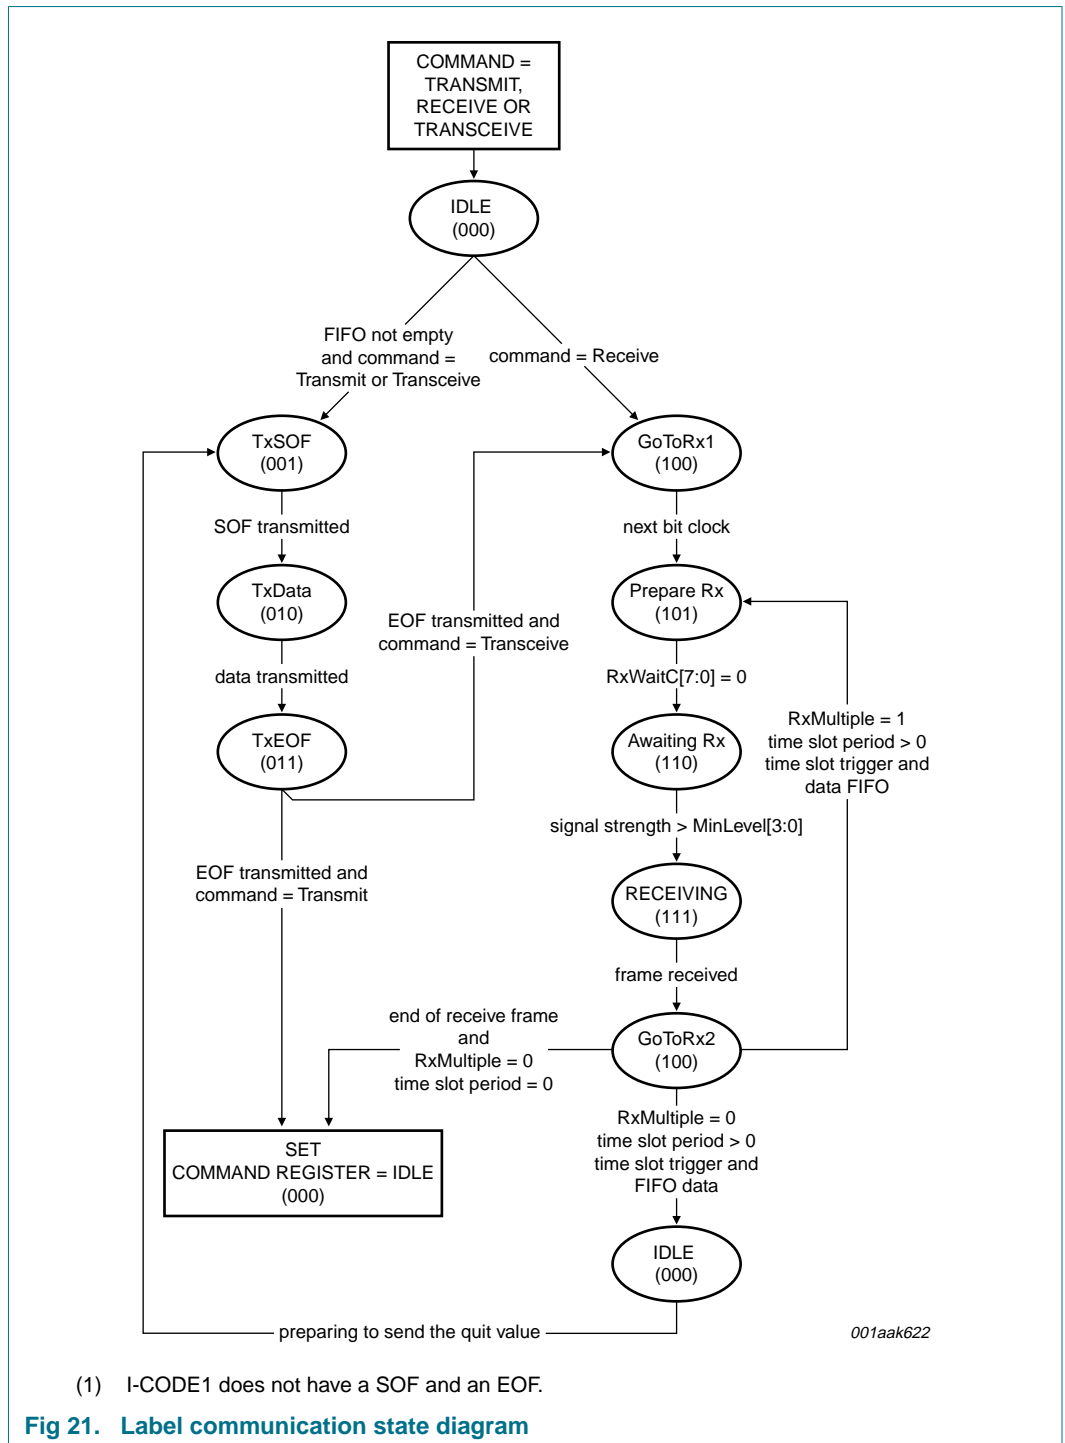 COMMAND =
TRANSMIT,
RECEIVE OR
TRANSCEIVE
IDLE
(000)
FIFO not empty
and command =
Transmit or Transceive
command = Receive
TxSOF
(001)
GoToRx1
(100)
SOF transmitted
next bit clock
TxData
(010)
Prepare Rx
(101)
EOF transmitted and
command = Transceive
data transmitted
RxWaitC[7:0] = 0
TxEOF
(011)
Awaiting Rx
(110)
RxMultiple = 1
time slot period > 0
time slot trigger and
data FIFO
signal strength > MinLevel[3:0]
EOF transmitted and
command = Transmit
RECEIVING
(111)
frame received
end of receive frame
and
RxMultiple = 0
time slot period = 0
GoToRx2
(100)
RxMultiple = 0
time slot period > 0
time slot trigger and
FIFO data
SET
COMMAND REGISTER = IDLE
(000)
IDLE
(000)
preparing to send the quit value
001aak622
(1) I-CODE1 does not have a SOF and an EOF.
Fig 21. Label communication state diagram